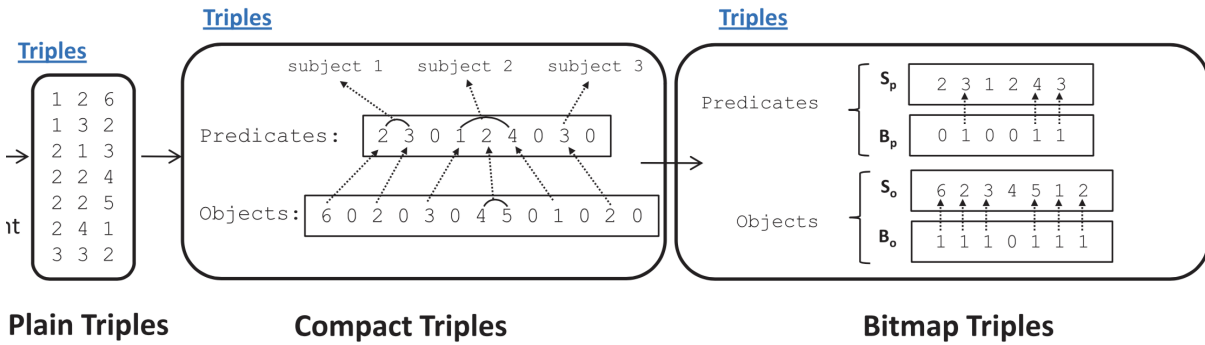 Triples
1 2 6
1 3 2
2 1 3
2 2 4
2 2 5
2 4 1
3 3 2
Plain Triples
Triples
subject 1 subject 2 subject 3
Predicates: 2 3 0 1 2 4 0 3 0
Objects: 6 0 2 0 3 0 4 5 0 1 0 2 0
Compact Triples
Triples
Predicates
Sp 2 3 1 2 4 3
Bp 0 1 0 0 1 1
Objects
So 6 2 3 4 5 1 2
Bo 1 1 1 0 1 1 1
Bitmap Triples